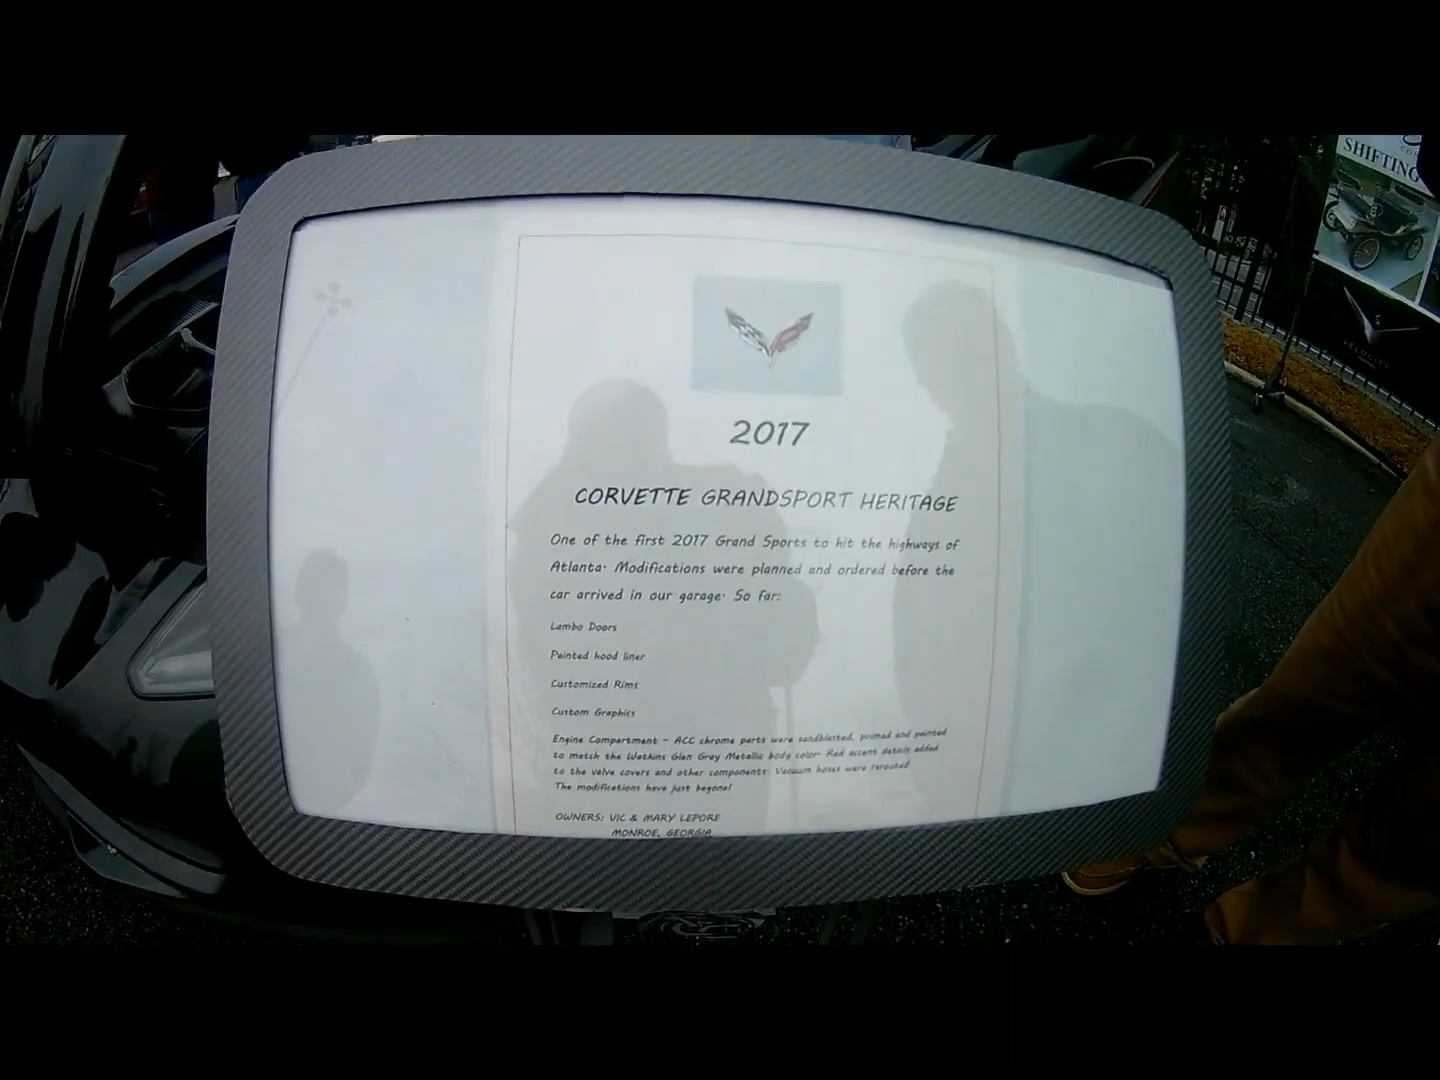 SHIFTING
VELOCITY
2017
CORVETTE GRANDSPORT HERITAGE
One of the first 2017 Grand Sports to hit the highways of
Atlanta. Modifications were planned and ordered before the
car arrived in our garage. So far:
Lambo Doors
Painted hood liner
Customized Rims
Custom Graphics
Engine Compartment - ACC chrome parts were sandblasted, primed and painted
to match the Watkins Glen Gray Metallic body color. Red accent details added
to the valve covers and other components. Vacuum hoses were rerouted.
The modifications have just begone!
OWNERS: VIC & MARY LEPORE
MONROE, GEORGIA